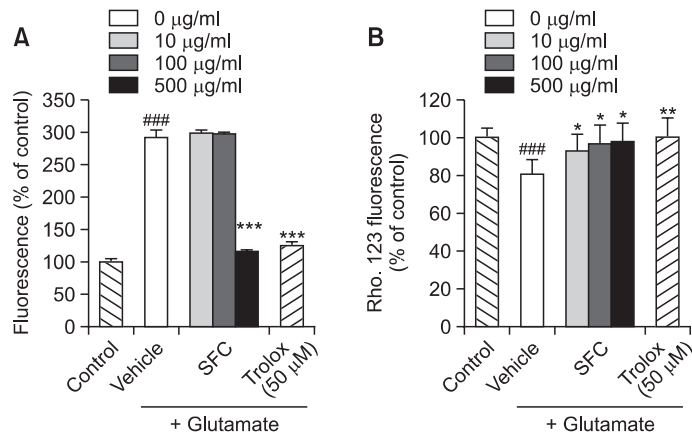 A
0 µg/ml
10 µg/ml
100 µg/ml
500 µg/ml
Fluorescence (% of control)
350
300
250
200
150
100
50
0
###
***
***
Control
Vehicle
SFC
Trolox
(50 µM)
+ Glutamate
B
0 µg/ml
10 µg/ml
100 µg/ml
500 µg/ml
Rho. 123 fluorescence
(% of control)
120
100
80
60
40
20
0
###
*
*
*
**
Control
Vehicle
SFC
Trolox
(50 µM)
+ Glutamate